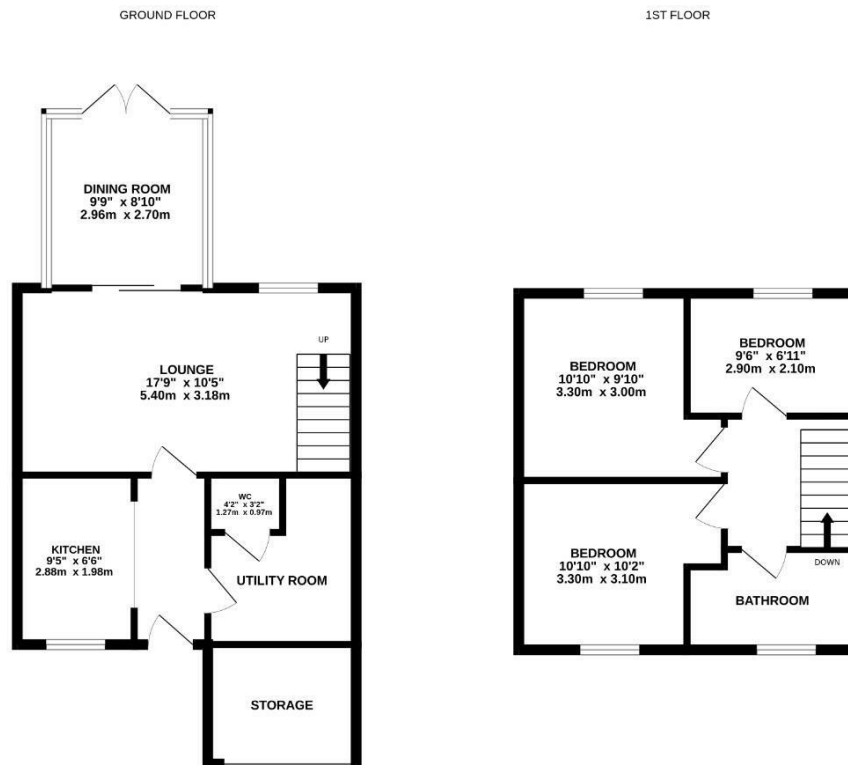 GROUND FLOOR
DINING ROOM
9'9" x 8'10"
2.96m x 2.70m
LOUNGE
17'9" x 10'5"
5.40m x 3.18m
UP
KITCHEN
9'5" x 6'6"
2.88m x 1.98m
WC
4'2" x 3'2"
1.27m x 0.97m
UTILITY ROOM
STORAGE
1ST FLOOR
BEDROOM
10'10" x 9'10"
3.30m x 3.00m
BEDROOM
9'6" x 6'11"
2.90m x 2.10m
BEDROOM
10'10" x 10'2"
3.30m x 3.10m
DOWN
BATHROOM